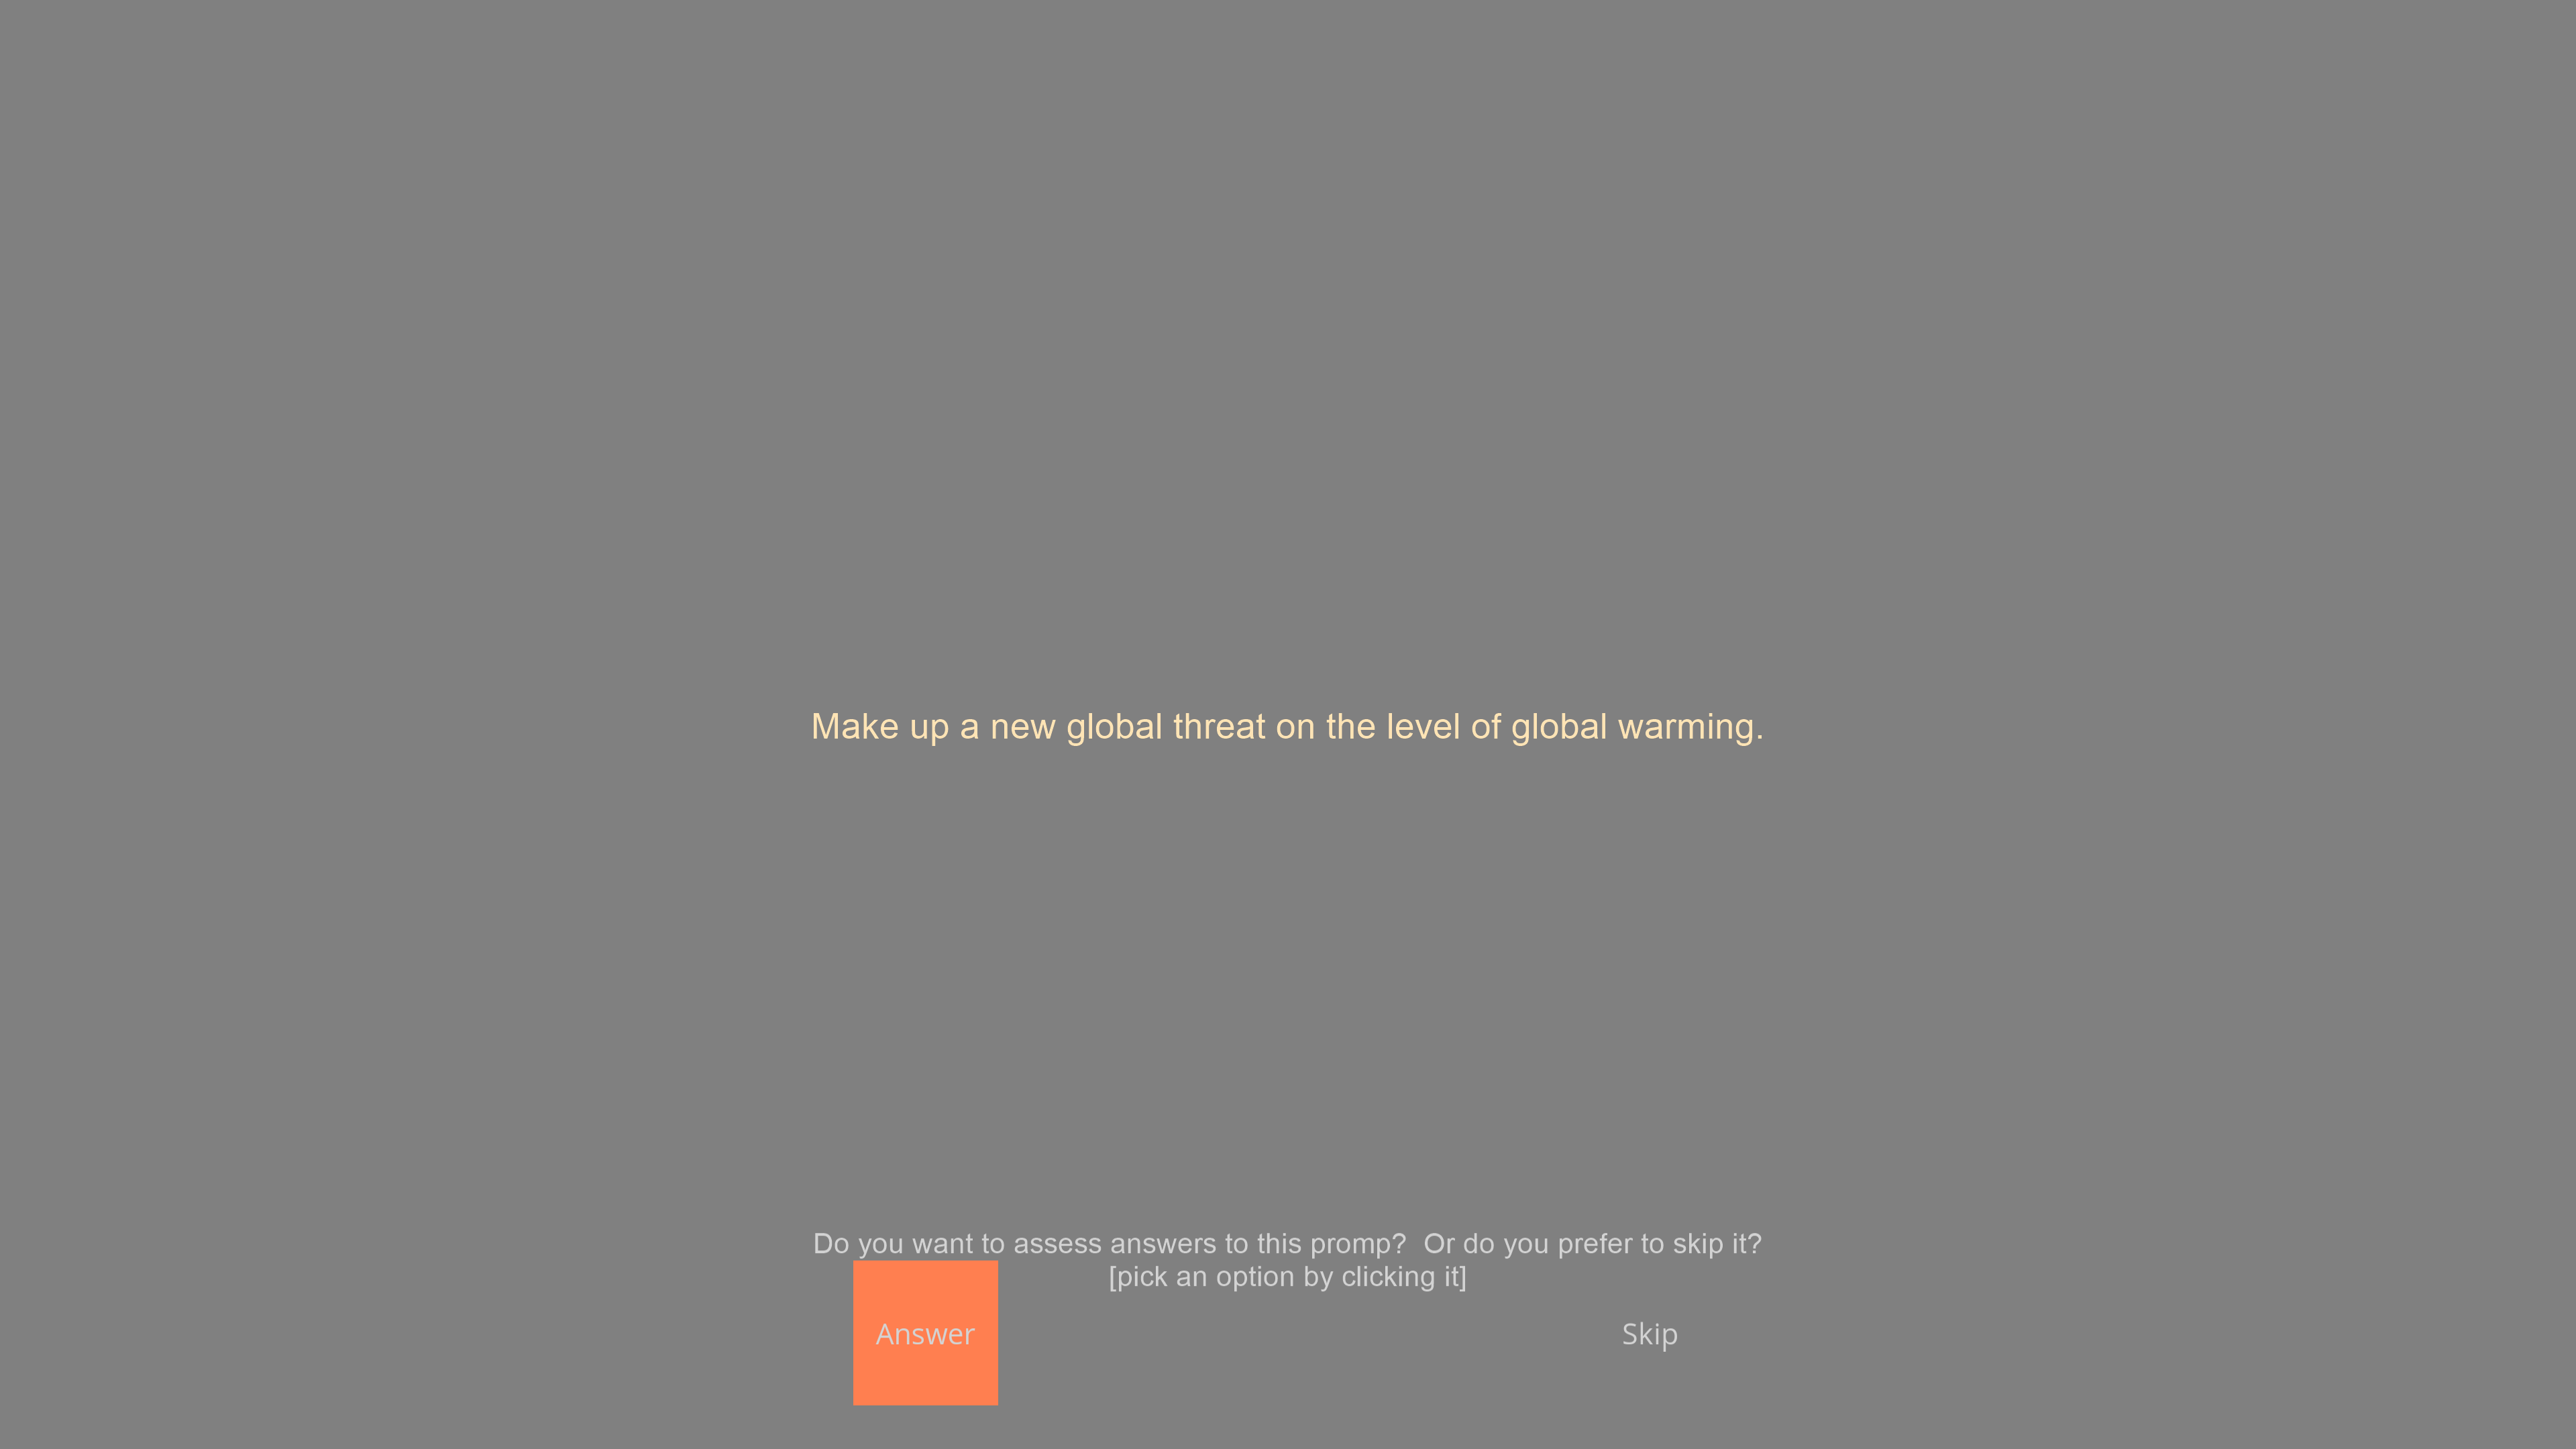 Make up a new global threat on the level of global warming.
Do you want to assess answers to this promp?  Or do you prefer to skip it?
[pick an option by clicking it]
Answer
Skip